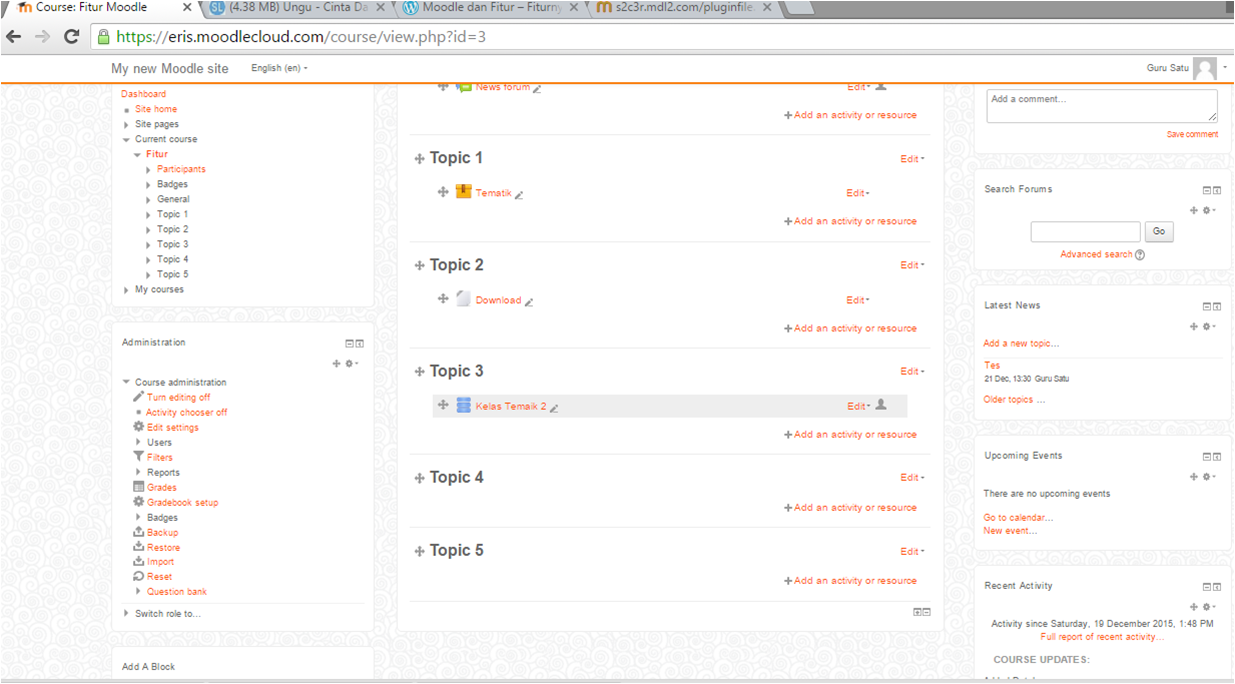 Course: Fitur Moodle
(4.38 MB) Ungu - Cinta Da
Moodle dan Fitur – Fiturny
s2c3r.mdl2.com/pluginfile.
https://eris.moodlecloud.com/course/view.php?id=3
My new Moodle site
English (en)
Guru Satu
Dashboard
Site home
Site pages
Current course
Fitur
Participants
Badges
General
Topic 1
Topic 2
Topic 3
Topic 4
Topic 5
My courses
Administration
Course administration
Turn editing off
Activity chooser off
Edit settings
Users
Filters
Reports
Grades
Gradebook setup
Badges
Backup
Restore
Import
Reset
Question bank
Switch role to...
Add A Block
News forum Edit
Add an activity or resource
Topic 1 Edit
Tematik Edit
Add an activity or resource
Topic 2 Edit
Download Edit
Add an activity or resource
Topic 3 Edit
Kelas Temaik 2 Edit
Add an activity or resource
Topic 4 Edit
Add an activity or resource
Topic 5 Edit
Add an activity or resource
Add a comment...
Save comment
Search Forums
Go
Advanced search
Latest News
Add a new topic...
Tes
21 Dec, 13:30 Guru Satu
Older topics ...
Upcoming Events
There are no upcoming events
Go to calendar...
New event...
Recent Activity
Activity since Saturday, 19 December 2015, 1:48 PM
Full report of recent activity...
COURSE UPDATES: